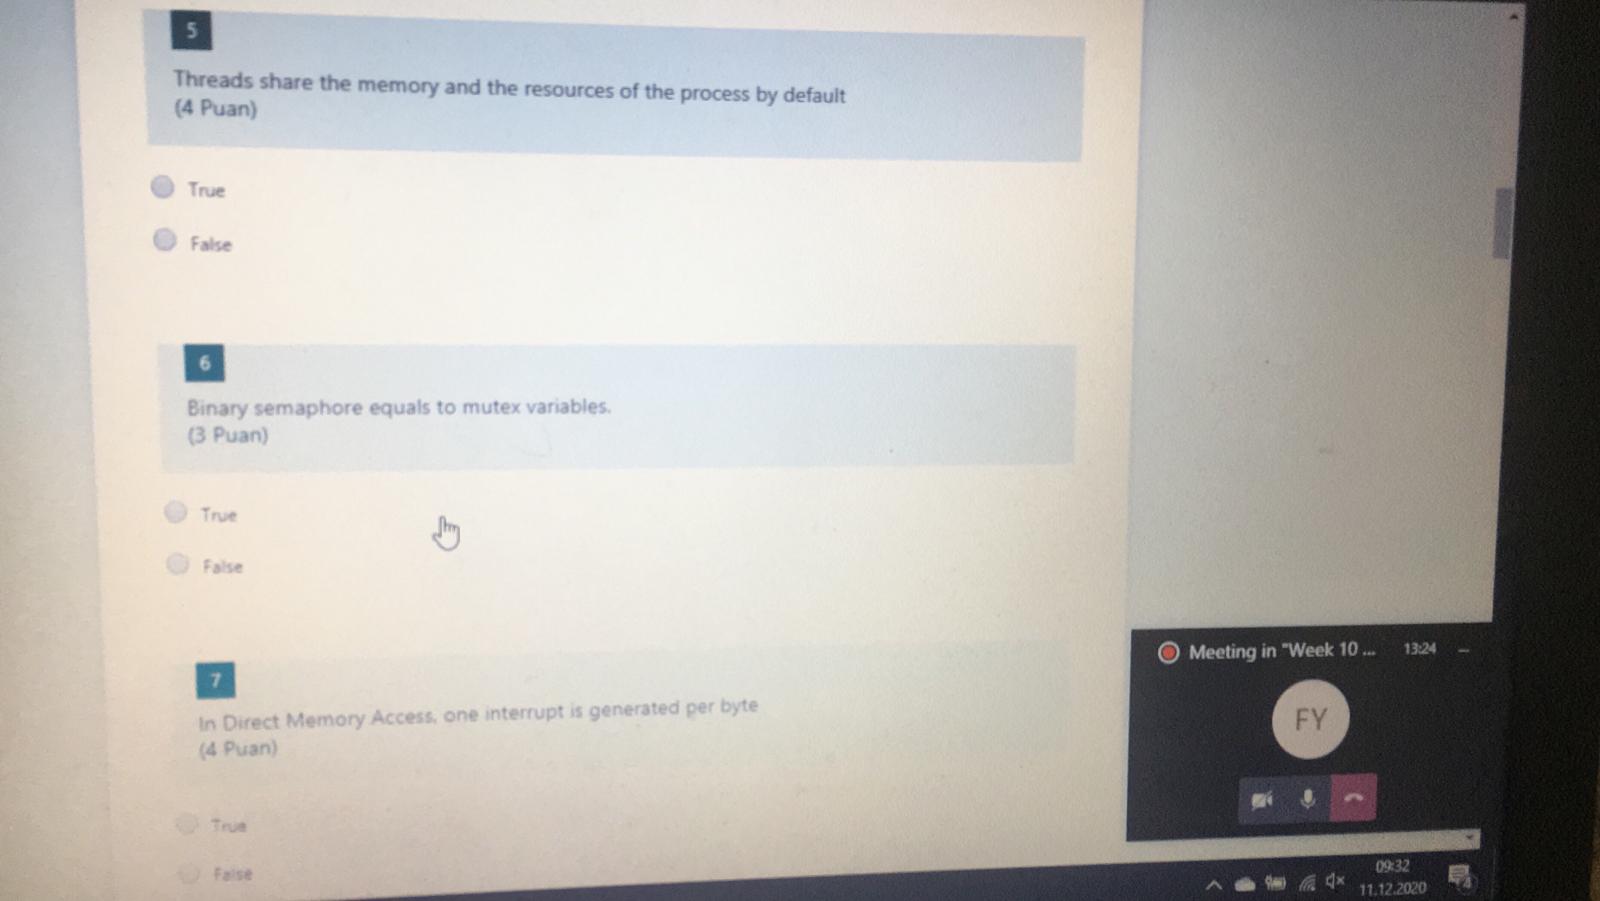 5
Threads share the memory and the resources of the process by default
(4 Puan)
True
False
6
Binary semaphore equals to mutex variables.
(3 Puan)
True
False
7
In Direct Memory Access, one interrupt is generated per byte
(4 Puan)
True
False
Meeting in "Week 10 ... 13:24
FY
09:32
11.12.2020
4